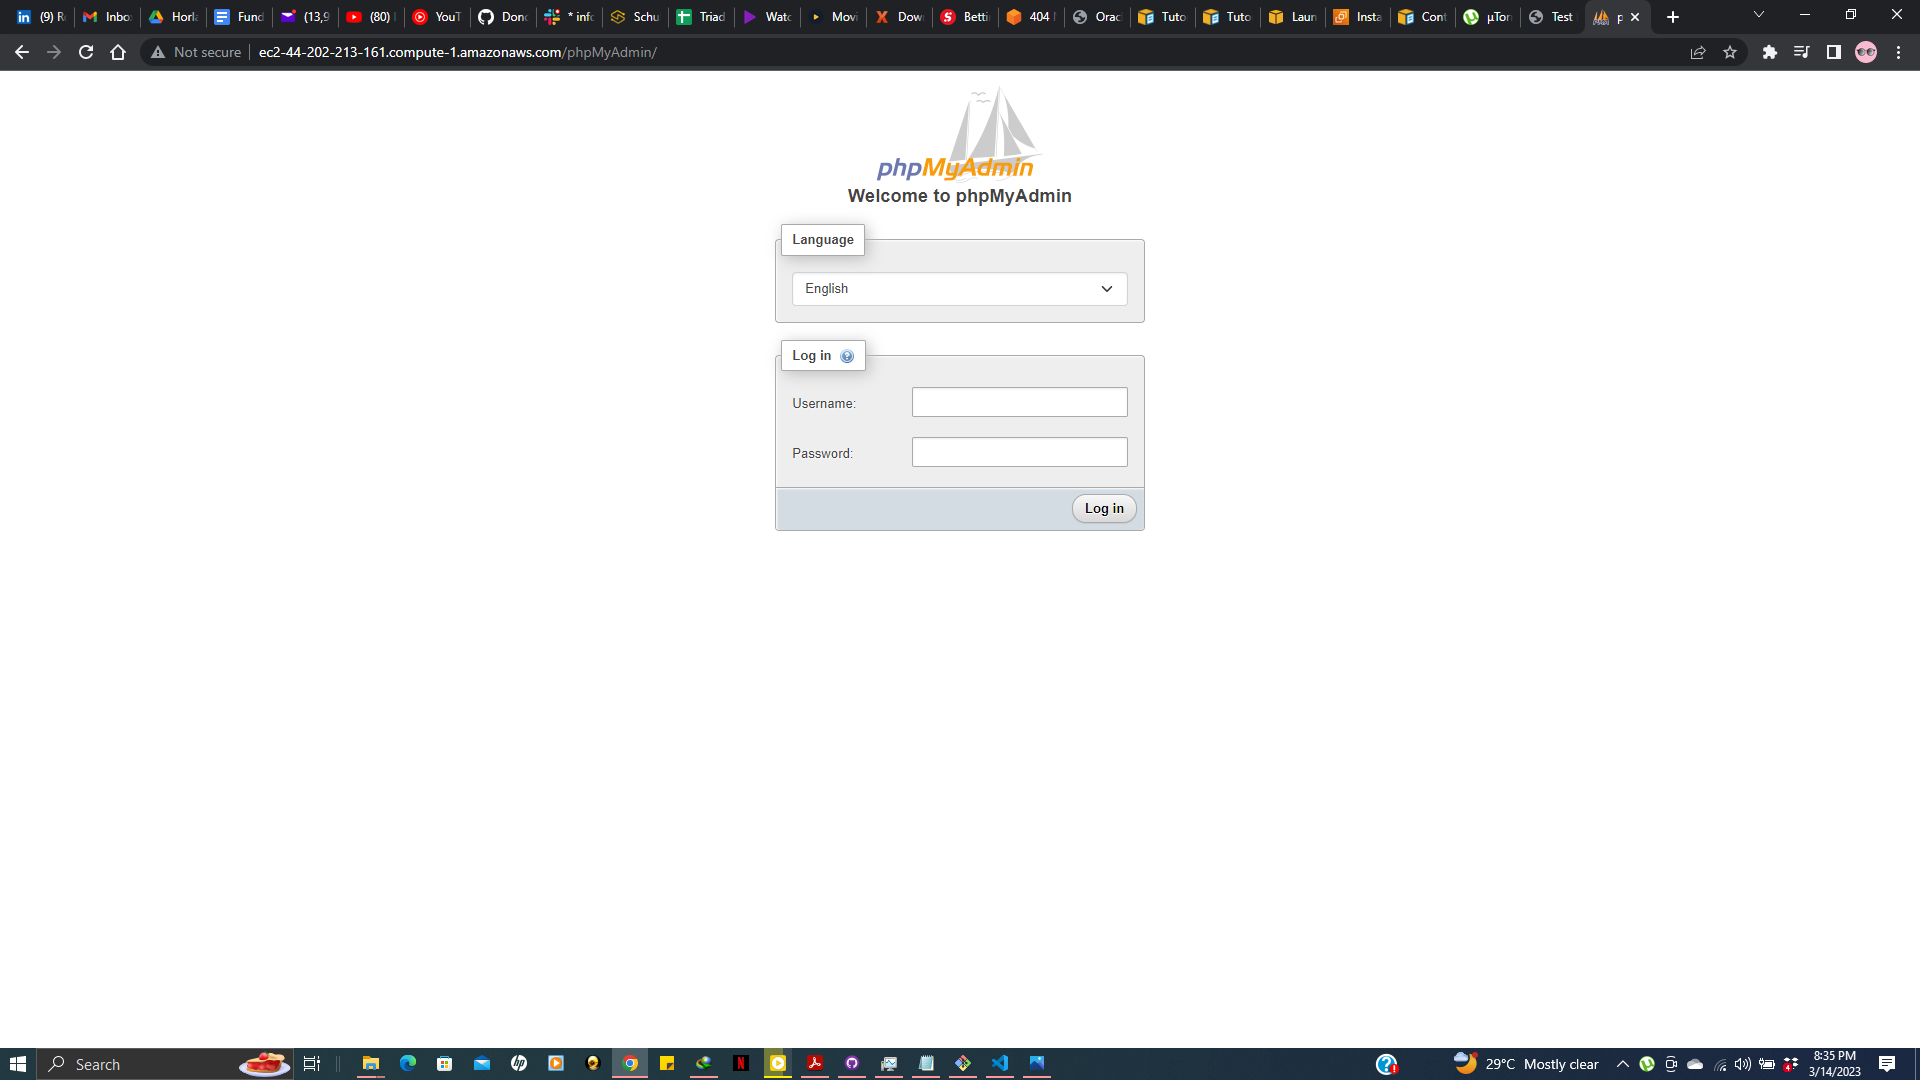 (9) R
Inbo
Horla
Fund
(13,9
(80)
YouT
Donc
* info
Schu
Triad
Watc
Movi
Dow
Betti
404
Orac
Tuto
Tuto
Laun
Insta
Cont
µTor
Test
Not secure
ec2-44-202-213-161.compute-1.amazonaws.com/phpMyAdmin/
phpMyAdmin
Welcome to phpMyAdmin
Language
English
Log in
Username:
Password:
Log in
Search
29°C Mostly clear
8:35 PM
3/14/2023